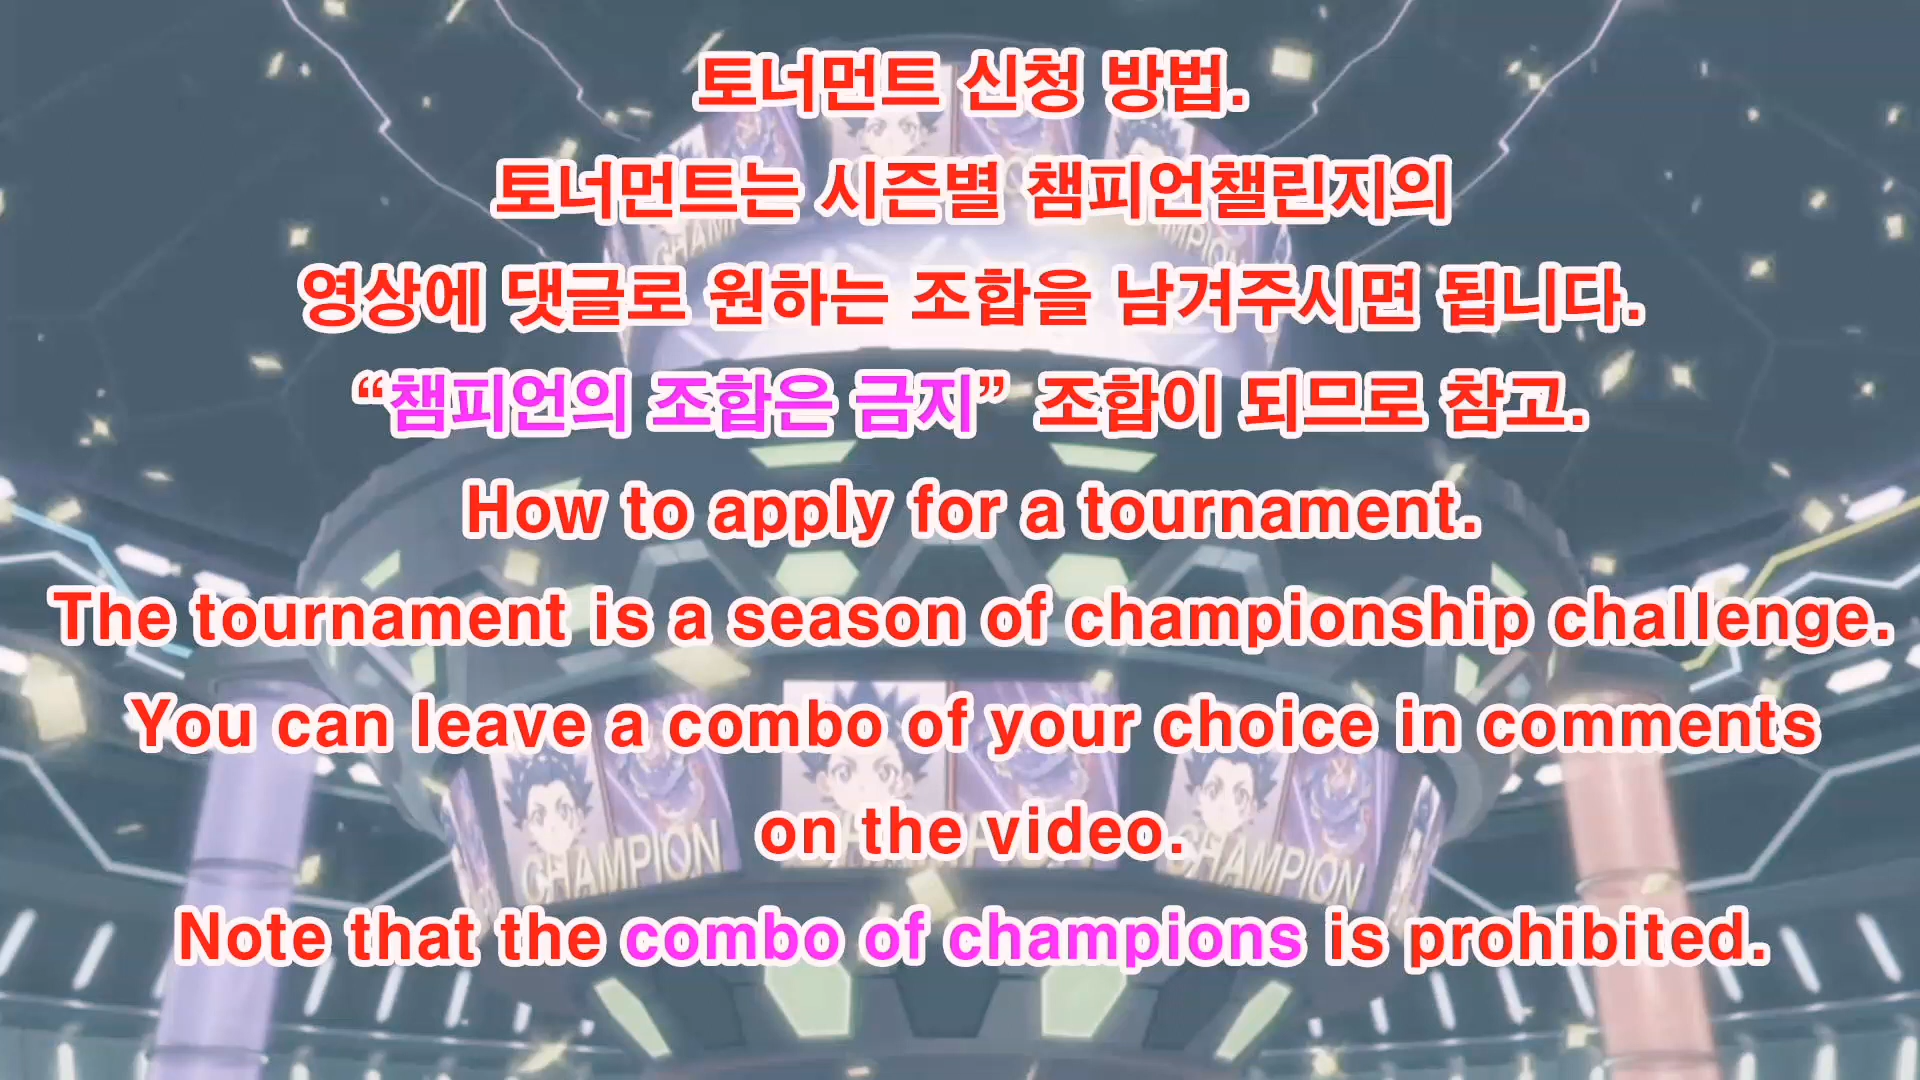 토너먼트 신청 방법.
토너먼트는 시즌별 챔피언챌린지의
영상에 댓글로 원하는 조합을 남겨주시면 됩니다.
“챔피언의 조합은 금지” 조합이 되므로 참고.
How to apply for a tournament.
The tournament is a season of championship challenge.
You can leave a combo of your choice in comments
on the video.
CHAMPION
CHAMPION
Note that the combo of champions is prohibited.